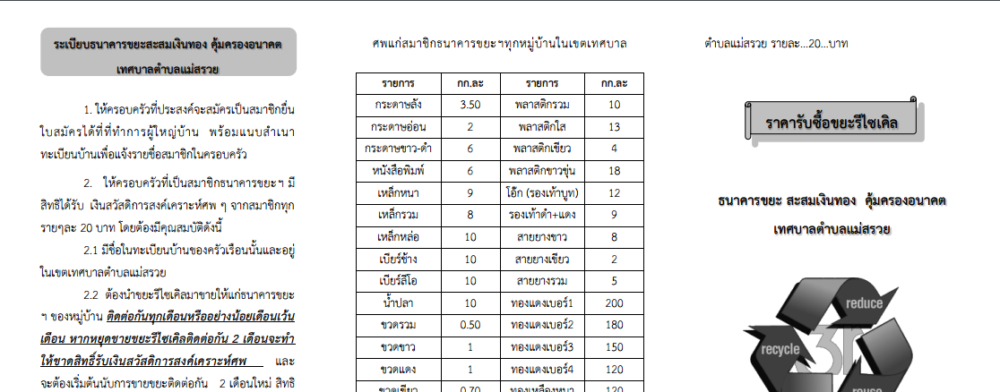 ระเบียบธนาคารขยะสะสมเงินทอง คุ้มครองอนาคต
เทศบาลตำบลแม่สรวย
1. ให้ครอบครัวที่ประสงค์จะสมัครเป็นสมาชิกยื่น
ใบสมัครได้ที่ที่ทำการผู้ใหญ่บ้าน พร้อมแนบสำเนา
ทะเบียนบ้านเพื่อแจ้งรายชื่อสมาชิกในครอบครัว
2. ให้ครอบครัวที่เป็นสมาชิกธนาคารขยะฯ มี
สิทธิได้รับ เงินสวัสดิการสงค์เคราะห์ศพ ๆ จากสมาชิกทุก
รายๆละ 20 บาท โดยต้องมีคุณสมบัติดังนี้
2.1 มีชื่อในทะเบียนบ้านของครัวเรือนนั้นและอยู่
ในเขตเทศบาลตำบลแม่สรวย
2.2 ต้องนำขยะรีไซเคิลมาขายให้แก่ธนาคารขยะ
ฯ ของหมู่บ้าน ติดต่อกันทุกเดือนหรืออย่างน้อยเดือนเว้น
เดือน หากหยุดขายขยะรีไซเคิลติดต่อกัน 2 เดือนจะทำ
ให้ขาดสิทธิ์รับเงินสวัสดิการสงค์เคราะห์ศพ และ
จะต้องเริ่มต้นนับการขายขยะติดต่อกัน 2 เดือนใหม่ สิทธิ
ศพแก่สมาชิกธนาคารขยะฯทุกหมู่บ้านในเขตเทศบาล
รายการ กก.ละ รายการ กก.ละ
กระดาษลัง 3.50 พลาสติกรวม 10
กระดาษอ่อน 2 พลาสติกใส 13
กระดาษขาว-ดำ 6 พลาสติกเขียว 4
หนังสือพิมพ์ 6 พลาสติกขาวขุ่น 18
เหล็กหนา 9 โอ๊ก (รองเท้าบูท) 12
เหล็กรวม 8 รองเท้าดำ+แดง 9
เหล็กหล่อ 10 สายยางขาว 8
เบียร์ช้าง 10 สายยางเขียว 2
เบียร์ลีโอ 10 สายยางรวม 5
น้ำปลา 10 ทองแดงเบอร์1 200
ขวดรวม 0.50 ทองแดงเบอร์2 180
ขวดขาว 1 ทองแดงเบอร์3 150
ขวดแดง 1 ทองแดงเบอร์4 120
ขวดเขียว 0.70 ทองเหลืองหนา 120
ตำบลแม่สรวย รายละ...20...บาท
ราคารับซื้อขยะรีไซเคิล
ธนาคารขยะ สะสมเงินทอง คุ้มครองอนาคต
เทศบาลตำบลแม่สรวย
reduce
recycle
3R
reuse